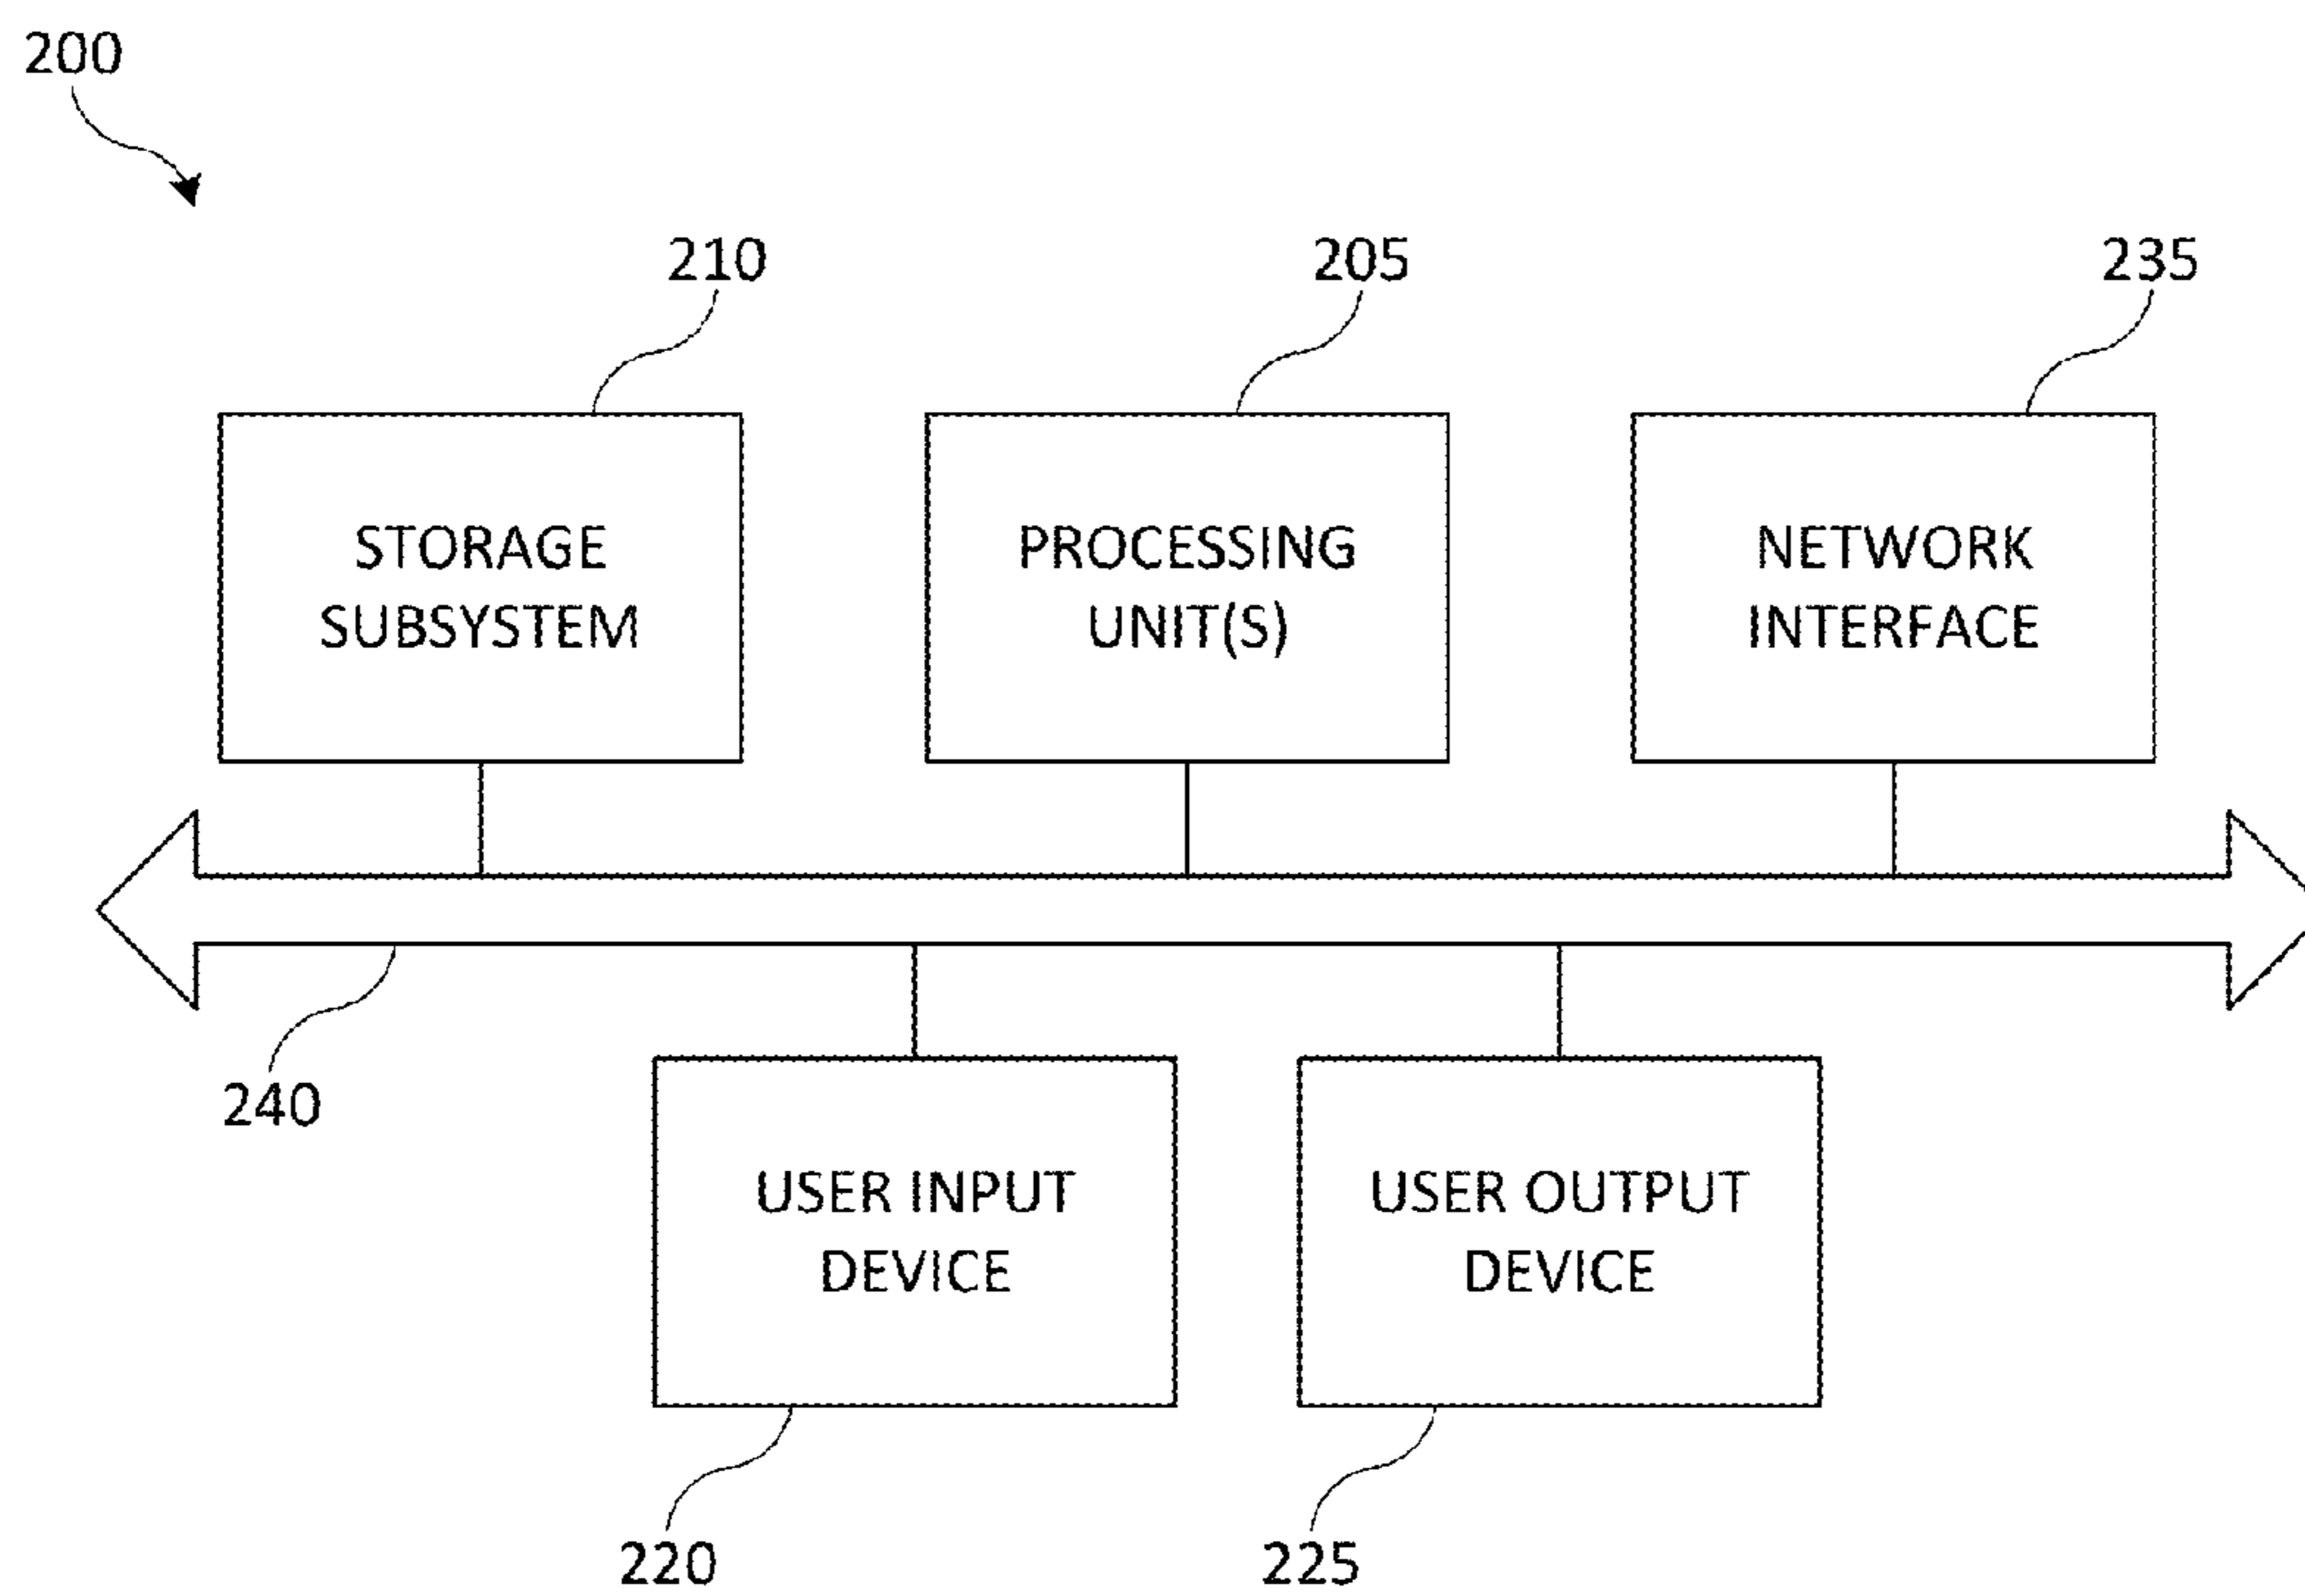 200
210
205
235
STORAGE
SUBSYSTEM
PROCESSING
UNIT(S)
NETWORK
INTERFACE
240
USER INPUT
DEVICE
USER OUTPUT
DEVICE
220
225